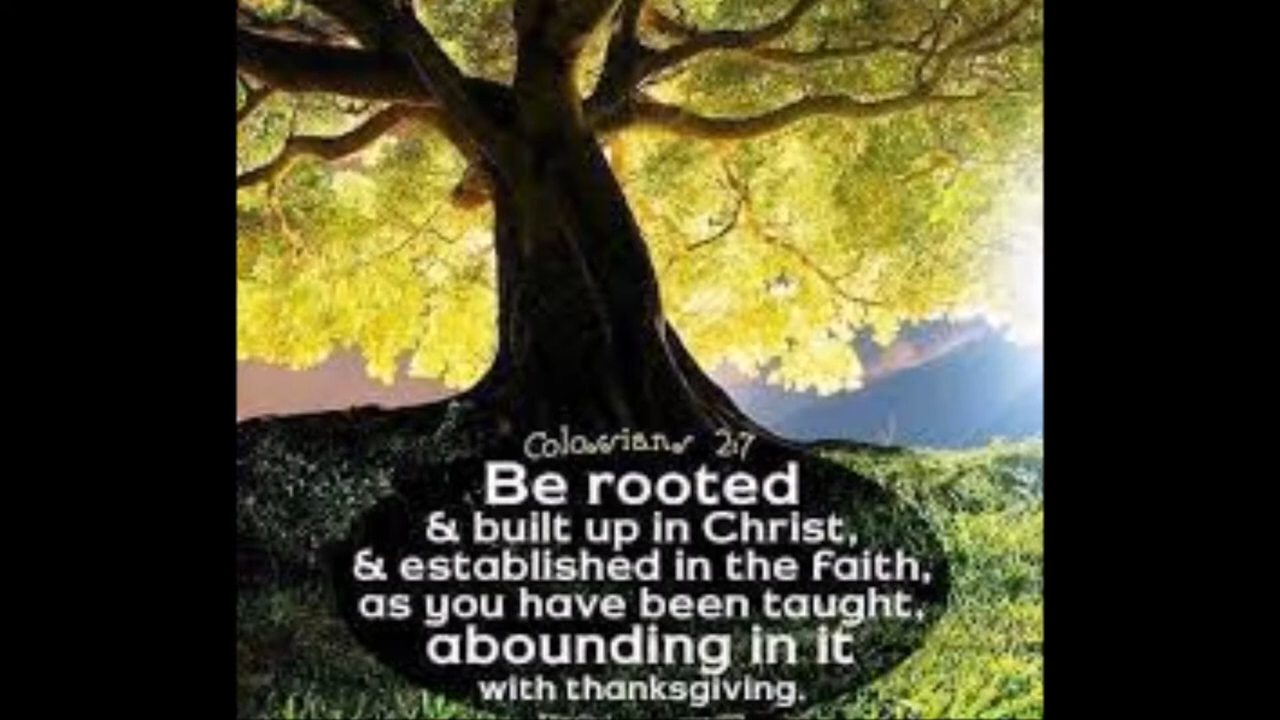 Colossians 2:7
Be rooted
& built up in Christ,
& established in the faith,
as you have been taught,
abounding in it
with thanksgiving.